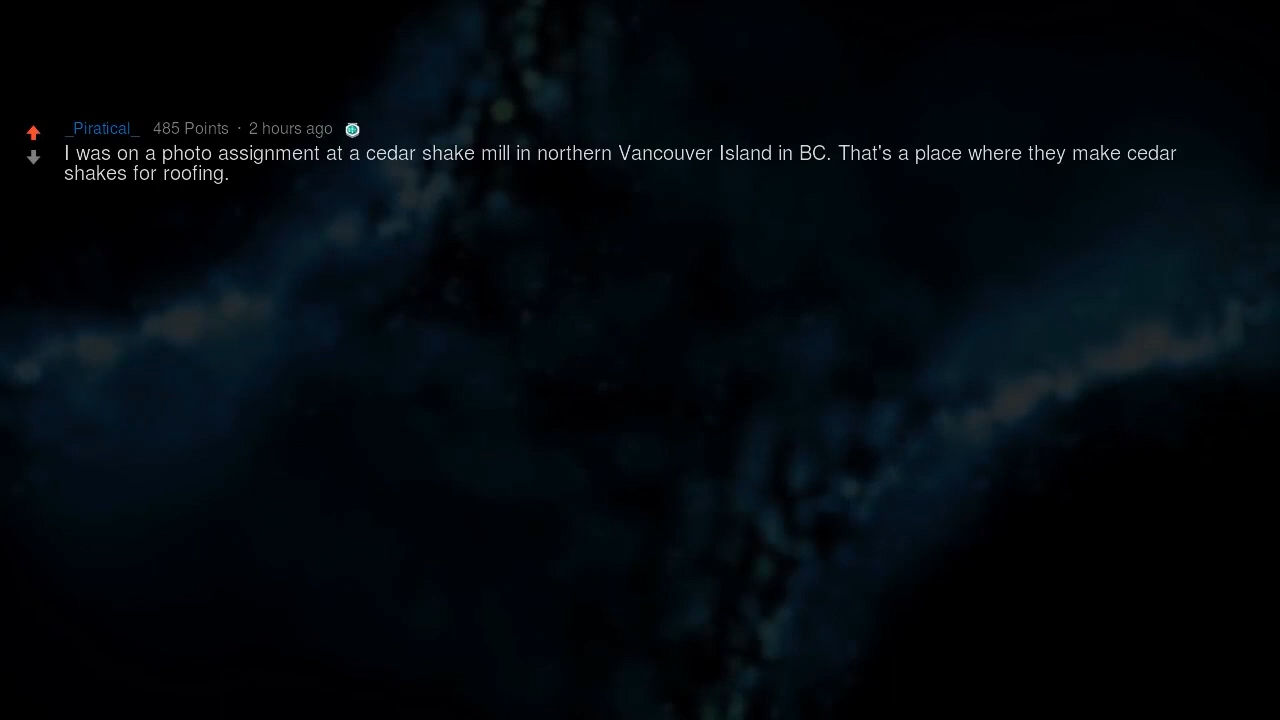 _Piratical_ 485 Points · 2 hours ago
I was on a photo assignment at a cedar shake mill in northern Vancouver Island in BC. That's a place where they make cedar
shakes for roofing.